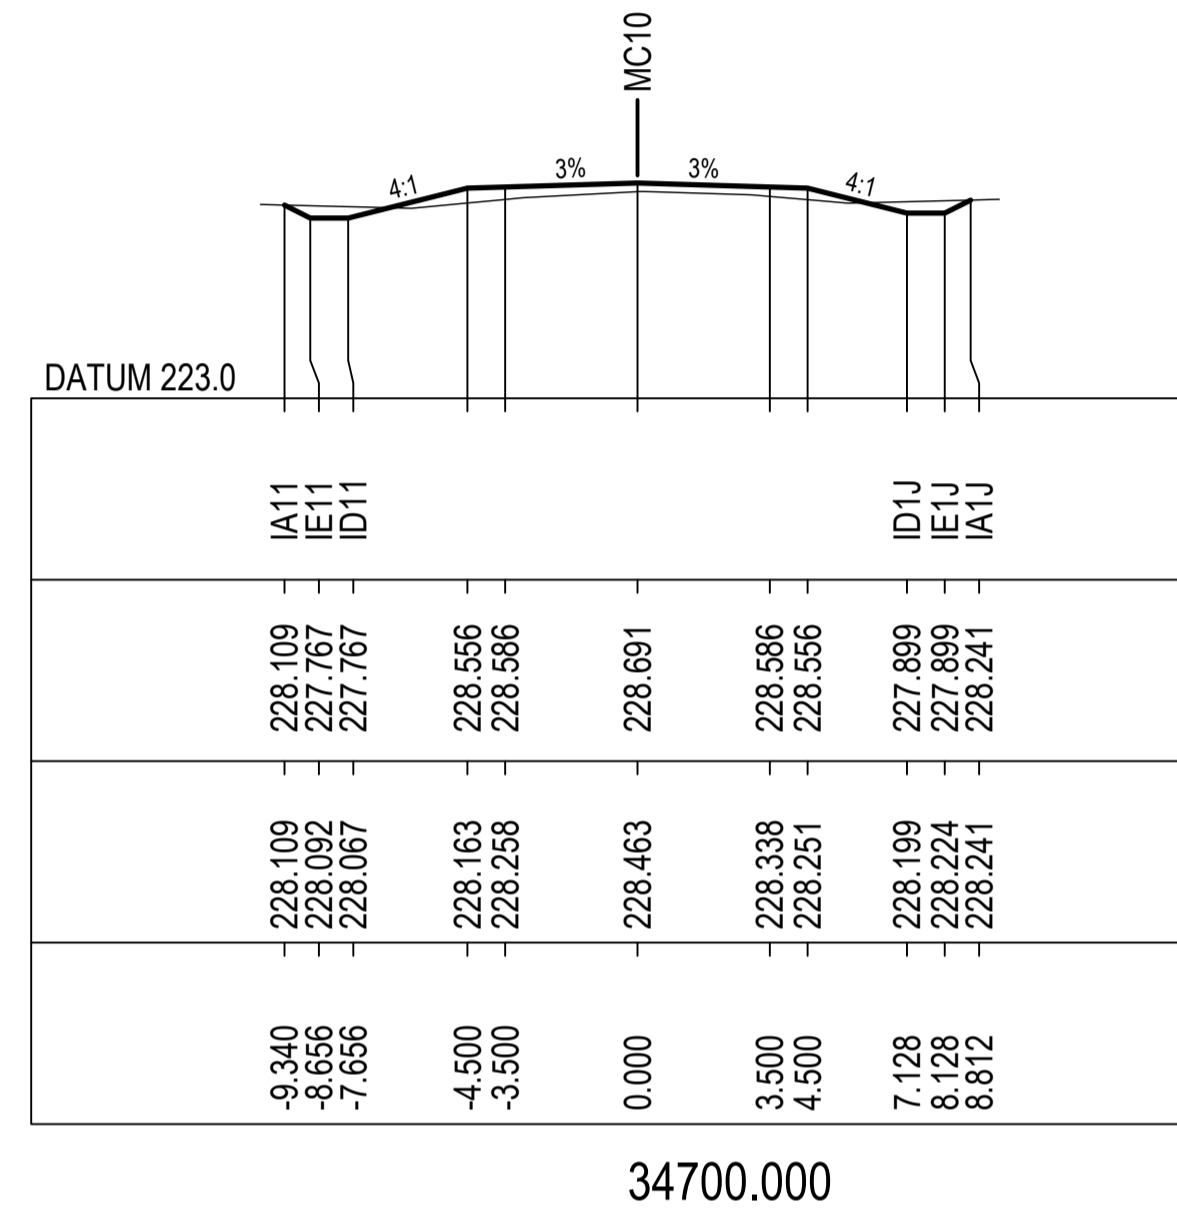 MC10
4:1 3% 3% 4:1
DATUM 223.0
IA11 IE11 ID11 ID1J IE1J IA1J
228.109 227.767 227.767 228.556 228.586 228.691 228.586 228.556 227.899 227.899 228.241
228.109 228.092 228.067 228.163 228.258 228.463 228.338 228.251 228.199 228.224 228.241
-9.340 -8.656 -7.656 -4.500 -3.500 0.000 3.500 4.500 7.128 8.128 8.812
34700.000